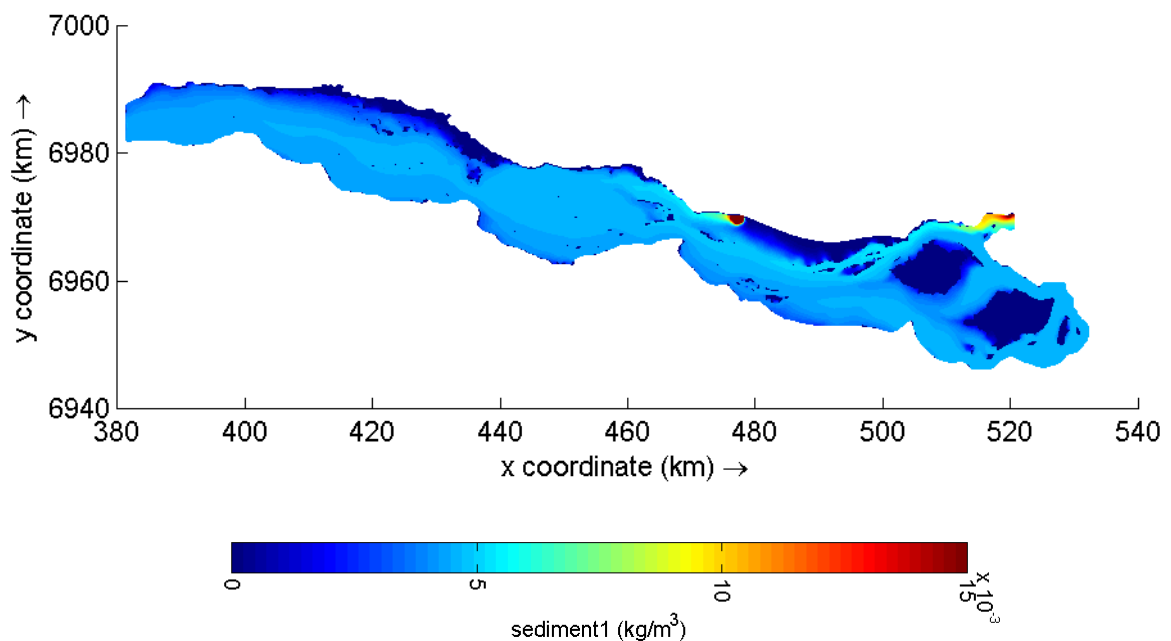 7000
6980
6960
6940
y coordinate (km) →
380 400 420 440 460 480 500 520 540
x coordinate (km) →
0 5 10 15
x 10⁻³
sediment1 (kg/m³)